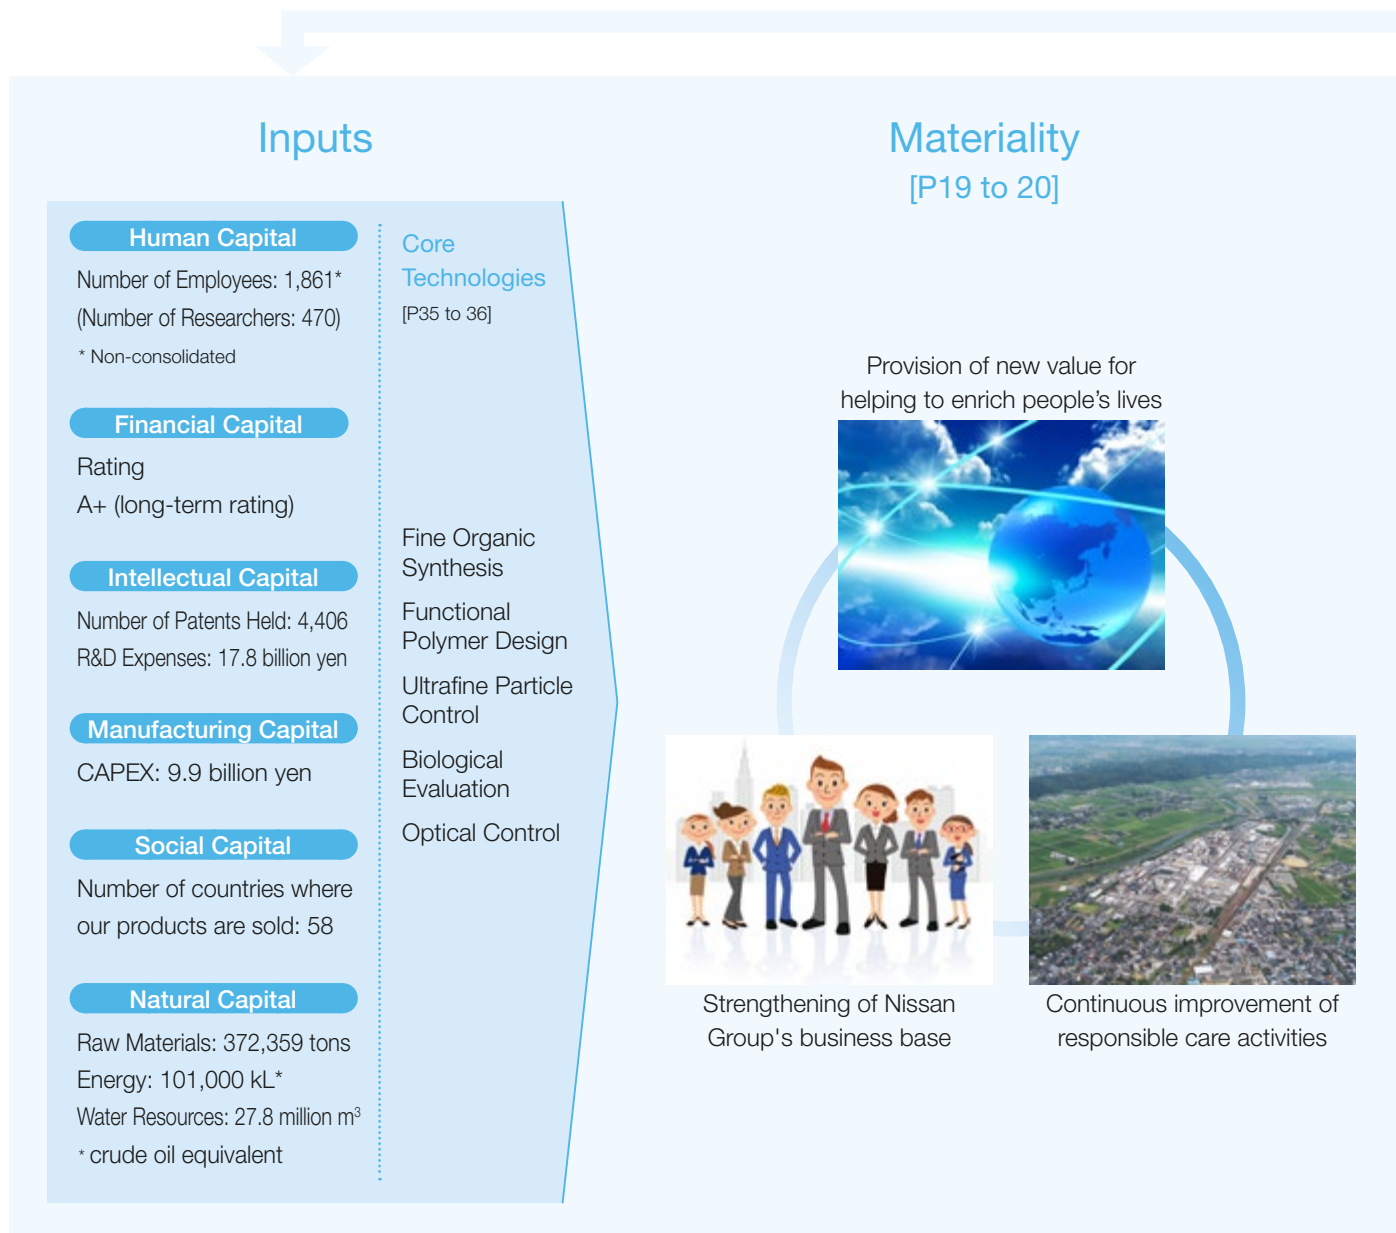 Inputs
Human Capital
Number of Employees: 1,861*
(Number of Researchers: 470)
* Non-consolidated
Financial Capital
Rating
A+ (long-term rating)
Intellectual Capital
Number of Patents Held: 4,406
R&D Expenses: 17.8 billion yen
Manufacturing Capital
CAPEX: 9.9 billion yen
Social Capital
Number of countries where
our products are sold: 58
Natural Capital
Raw Materials: 372,359 tons
Energy: 101,000 kL*
Water Resources: 27.8 million m³
* crude oil equivalent
Core
Technologies
[P35 to 36]
Fine Organic
Synthesis
Functional
Polymer Design
Ultrafine Particle
Control
Biological
Evaluation
Optical Control
Materiality
[P19 to 20]
Provision of new value for
helping to enrich people’s lives
Strengthening of Nissan
Group's business base
Continuous improvement of
responsible care activities